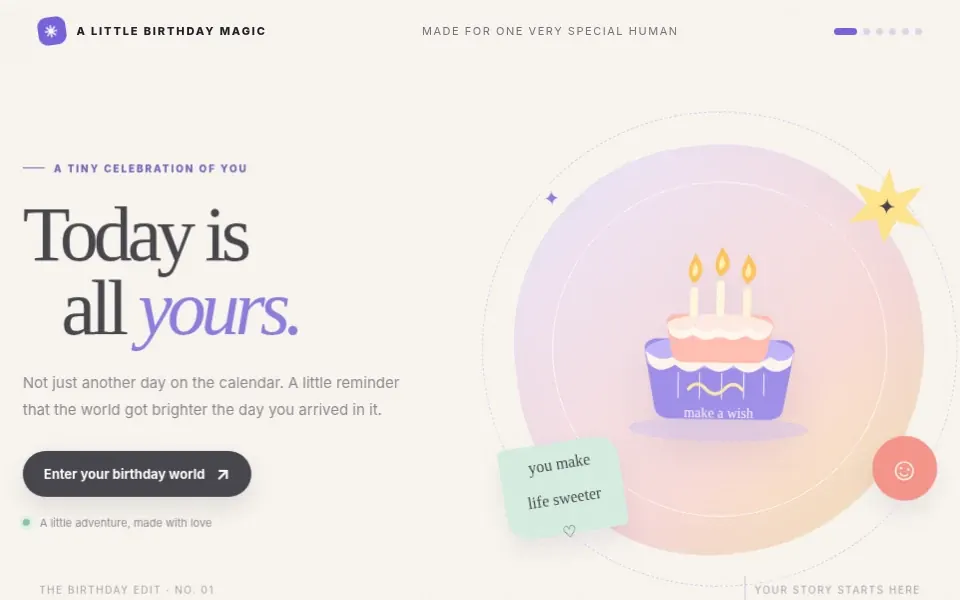 A LITTLE BIRTHDAY MAGIC
MADE FOR ONE VERY SPECIAL HUMAN
A TINY CELEBRATION OF YOU
Today is
all yours.
Not just another day on the calendar. A little reminder
that the world got brighter the day you arrived in it.
Enter your birthday world
A little adventure, made with love
make a wish
you make
life sweeter
♡
THE BIRTHDAY EDIT · NO. 01
YOUR STORY STARTS HERE